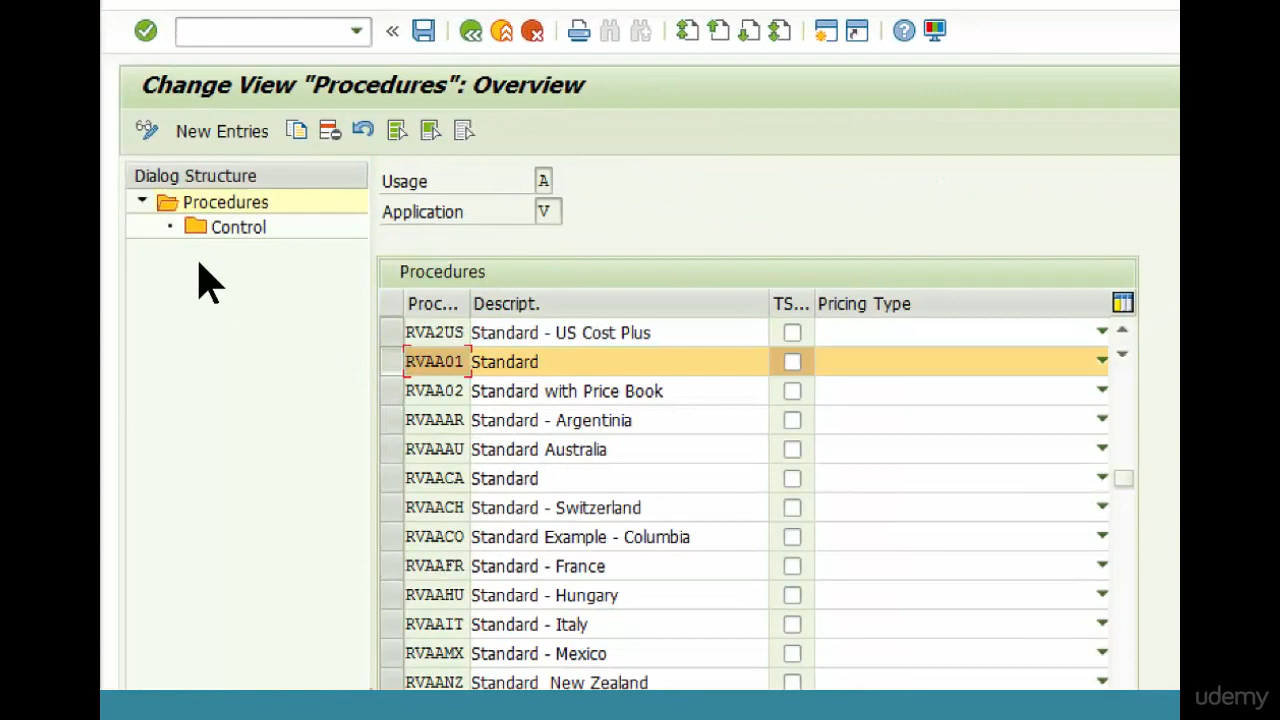 Change View "Procedures": Overview
New Entries
Dialog Structure
Procedures
Control
Usage A
Application V
Procedures
Proc... Descript. TS... Pricing Type
RVA2US Standard - US Cost Plus
RVAA01 Standard
RVAA02 Standard with Price Book
RVAAAR Standard - Argentinia
RVAAAU Standard Australia
RVAACA Standard
RVAACH Standard - Switzerland
RVAACO Standard Example - Columbia
RVAAFR Standard - France
RVAAHU Standard - Hungary
RVAAIT Standard - Italy
RVAAMX Standard - Mexico
RVAANZ Standard New Zealand
udemy